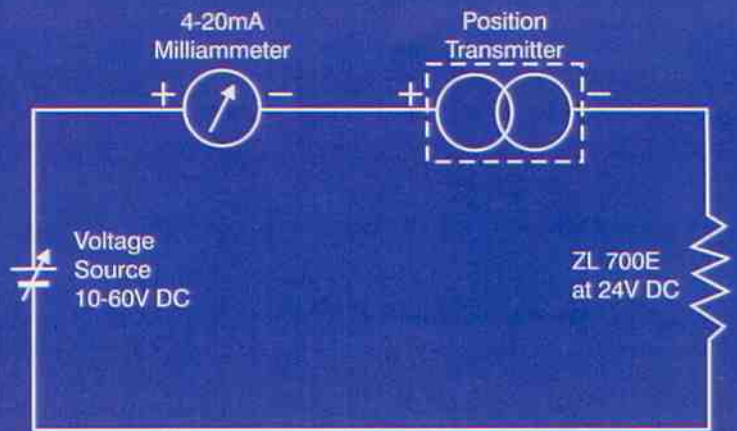 4-20mA
Milliammeter
Position
Transmitter
+
−
+
−
Voltage
Source
10-60V DC
ZL 700E
at 24V DC